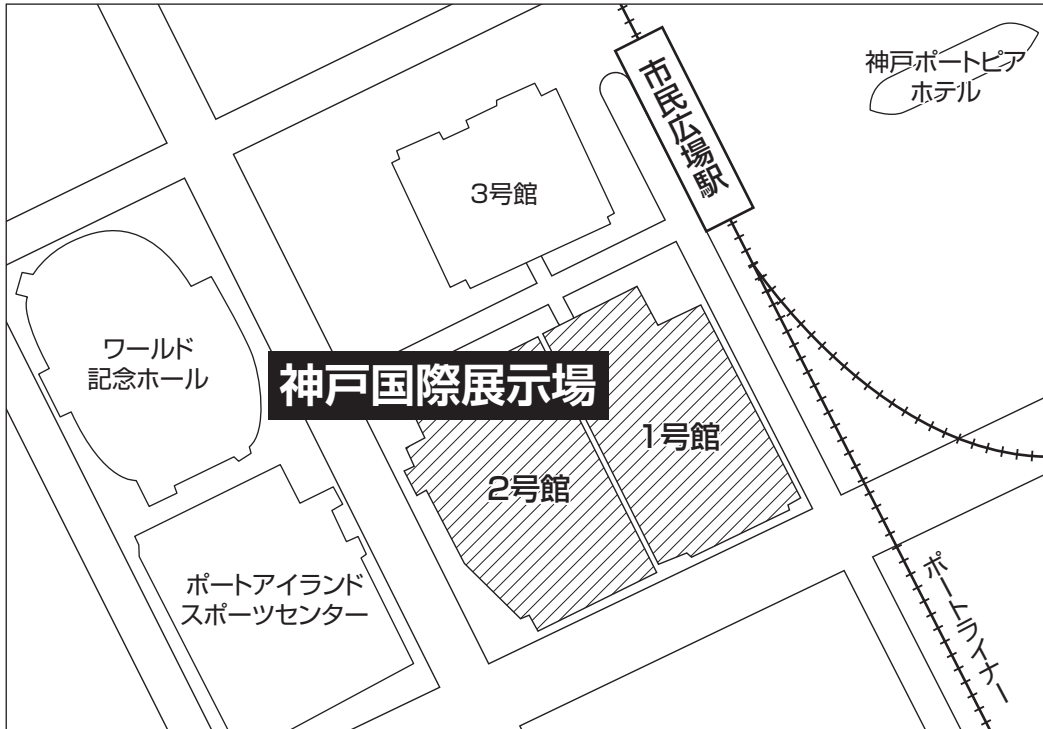 神戸ポートピア
ホテル
市民広場駅
3号館
ワールド
記念ホール
神戸国際展示場
1号館
2号館
ポートアイランド
スポーツセンター
ポートライナー